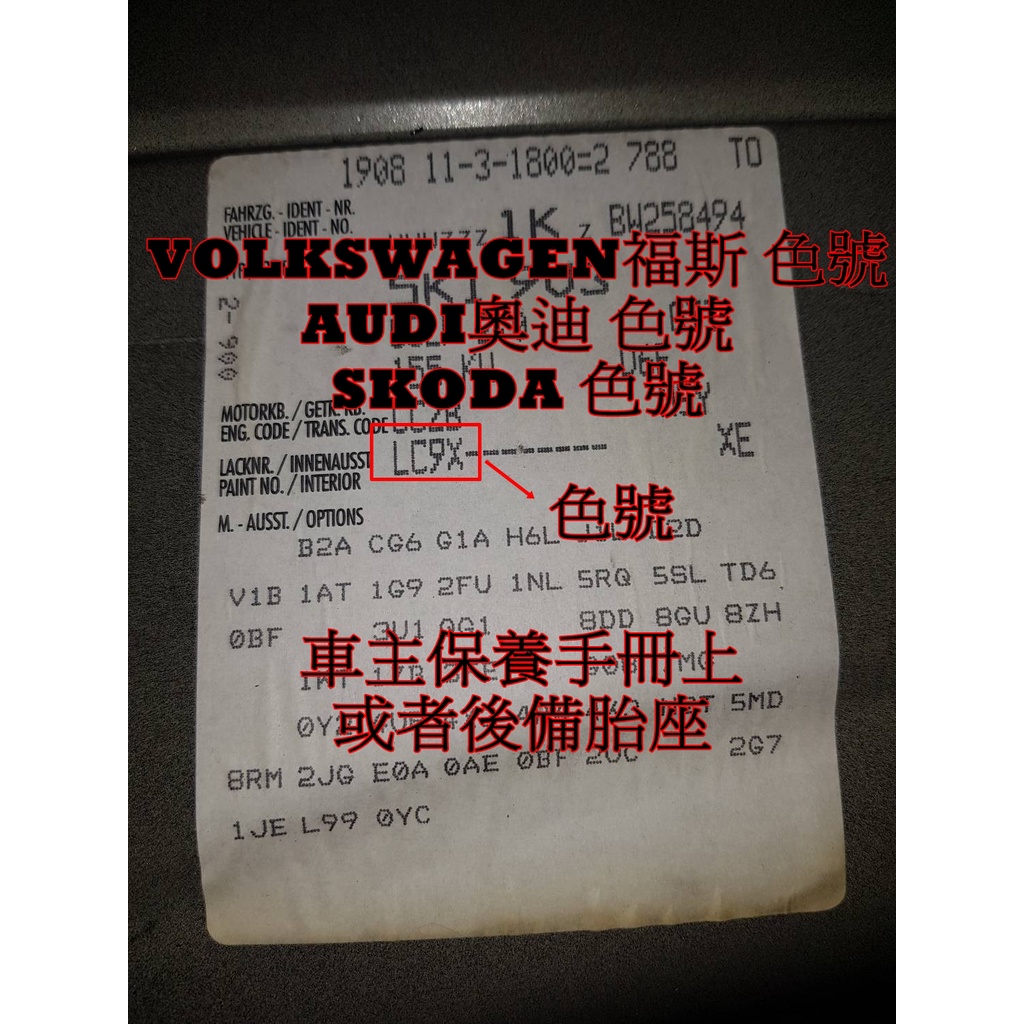 1908 11-3-1800=2 788 TO
FAHRZG. - IDENT - NR.
VEHICLE - IDENT - NO.
ZZZ 1K Z BW258494
VOLKSWAGEN福斯 色號
AUDI奧迪 色號
155 KW
SKODA 色號
MOTORKB. / GETR. KB.
ENG. CODE / TRANS. CODE
LACKNR. / INNENAUSST
PAINT NO. / INTERIOR
LC9X XE
色號
M. - AUSST. / OPTIONS
B2A CG6 G1A H6L
V1B 1AT 1G9 2FU 1NL 5RQ 5SL TD6
0BF 3U1 QG1 8DD 8GU 8ZH
車主保養手冊上
或者後備胎座
5MD
8RM 2JG E0A 0AE 0BF 2G7
1JE L99 0YC